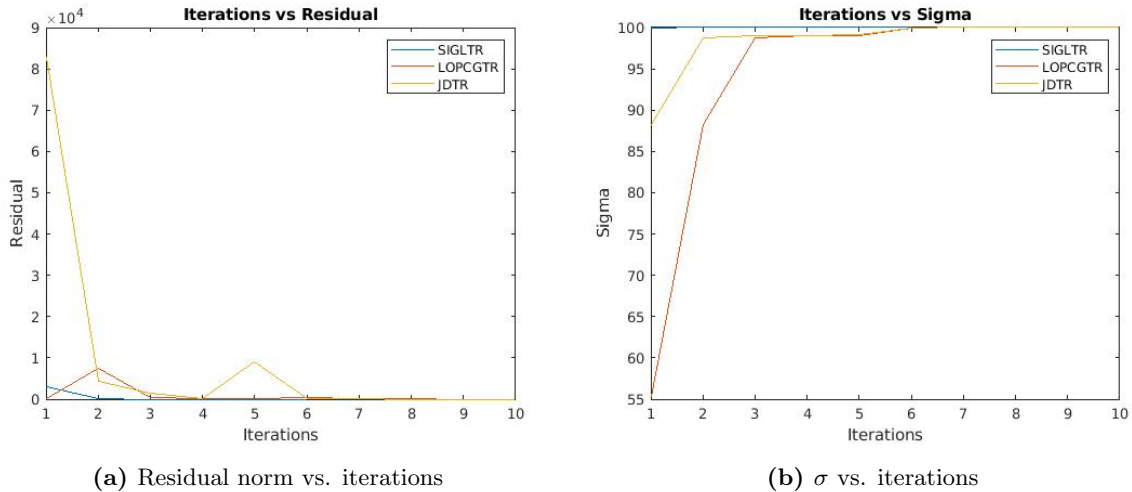 Iterations vs Residual
×10⁴
9
8
7
6
5
4
3
2
1
0
Residual
SIGLTR
LOPCGTR
JDTR
1 2 3 4 5 6 7 8 9 10
Iterations
(a) Residual norm vs. iterations
Iterations vs Sigma
100
95
90
85
80
75
70
65
60
55
Sigma
SIGLTR
LOPCGTR
JDTR
1 2 3 4 5 6 7 8 9 10
Iterations
(b) σ vs. iterations